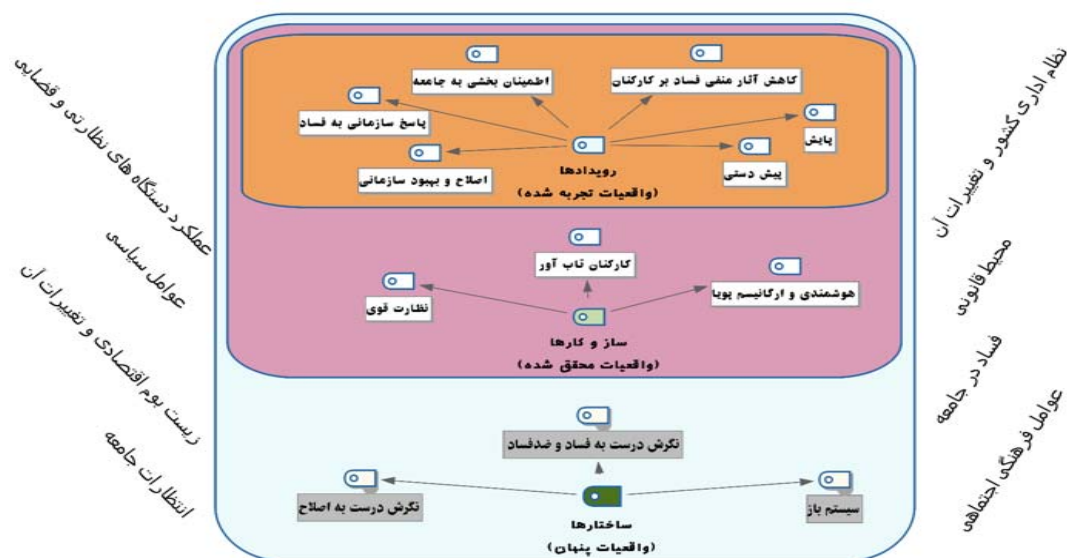 نظام اداری کشور و تغییرات آن
محیط قانونی
فساد در جامعه
عوامل فرهنگی اجتماهی
کاهش آثار منفی فساد بر کارکنان
اطمینان بخشی به جامعه
پاسخ سازمانی به فساد
پایش
پیش دستی
اصلاح و بهبود سازمانی
رویدادها
(واقعیات تجربه شده)
کارکنان تاب آور
هوشمندی و ارگانیسم پویا
نظارت قوی
ساز و کارها
(واقعیات محقق شده)
نگرش درست به فساد و ضدفساد
سیستم باز
نگرش درست به اصلاح
ساختارها
(واقعیات پنهان)
عملکرد دستگاه های نظارتی و قضایی
عوامل سیاسی
زیست بوم اقتصادی و تغییرات آن
انتظارات جامعه